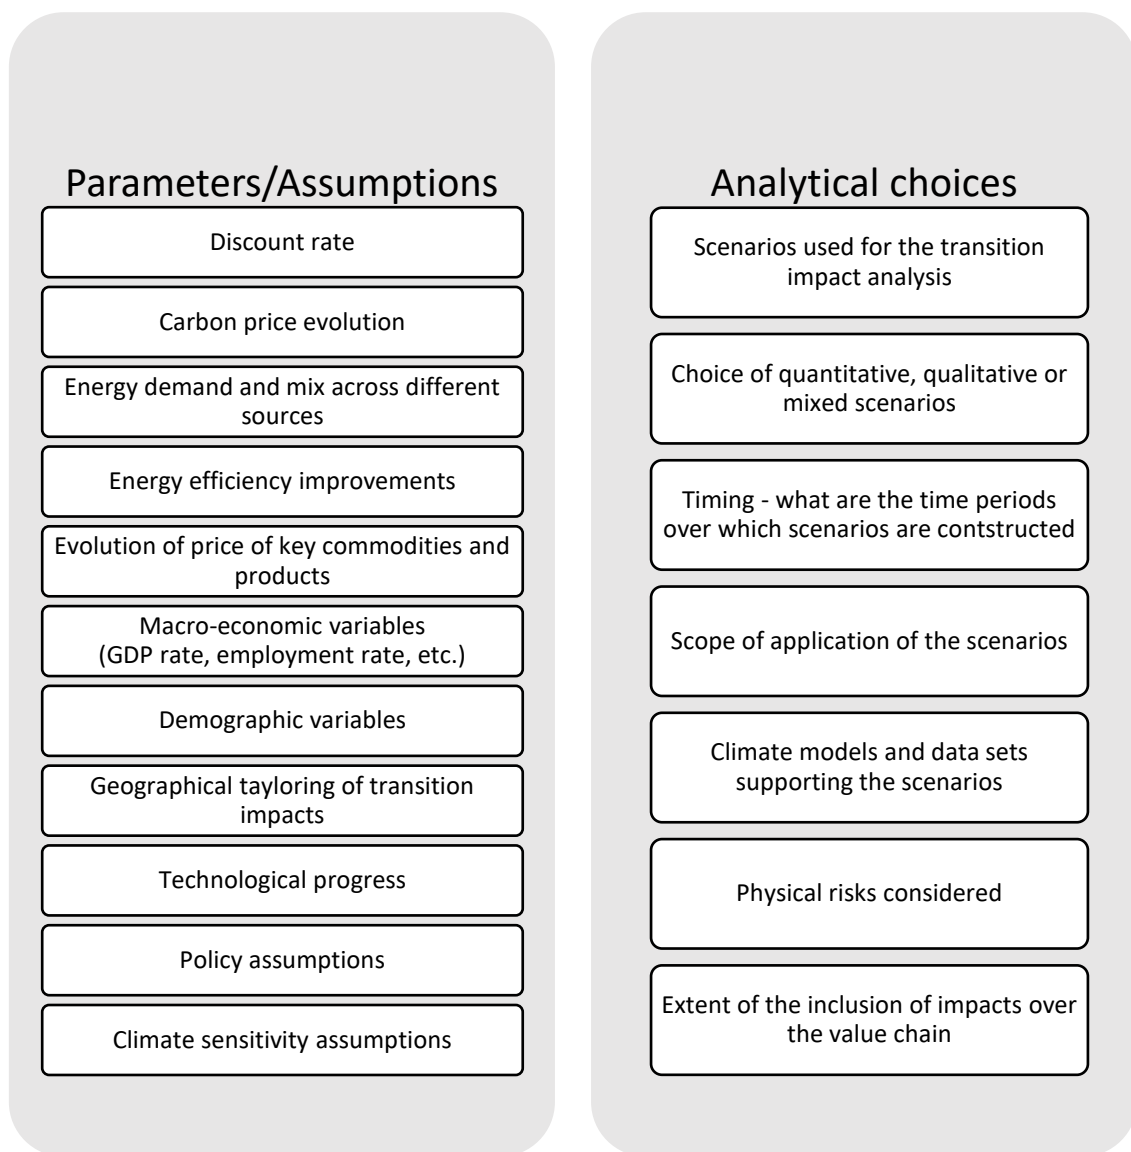 Parameters/Assumptions
Discount rate
Carbon price evolution
Energy demand and mix across different
sources
Energy efficiency improvements
Evolution of price of key commodities and
products
Macro-economic variables
(GDP rate, employment rate, etc.)
Demographic variables
Geographical tayloring of transition
impacts
Technological progress
Policy assumptions
Climate sensitivity assumptions
Analytical choices
Scenarios used for the transition
impact analysis
Choice of quantitative, qualitative or
mixed scenarios
Timing - what are the time periods
over which scenarios are contstructed
Scope of application of the scenarios
Climate models and data sets
supporting the scenarios
Physical risks considered
Extent of the inclusion of impacts over
the value chain